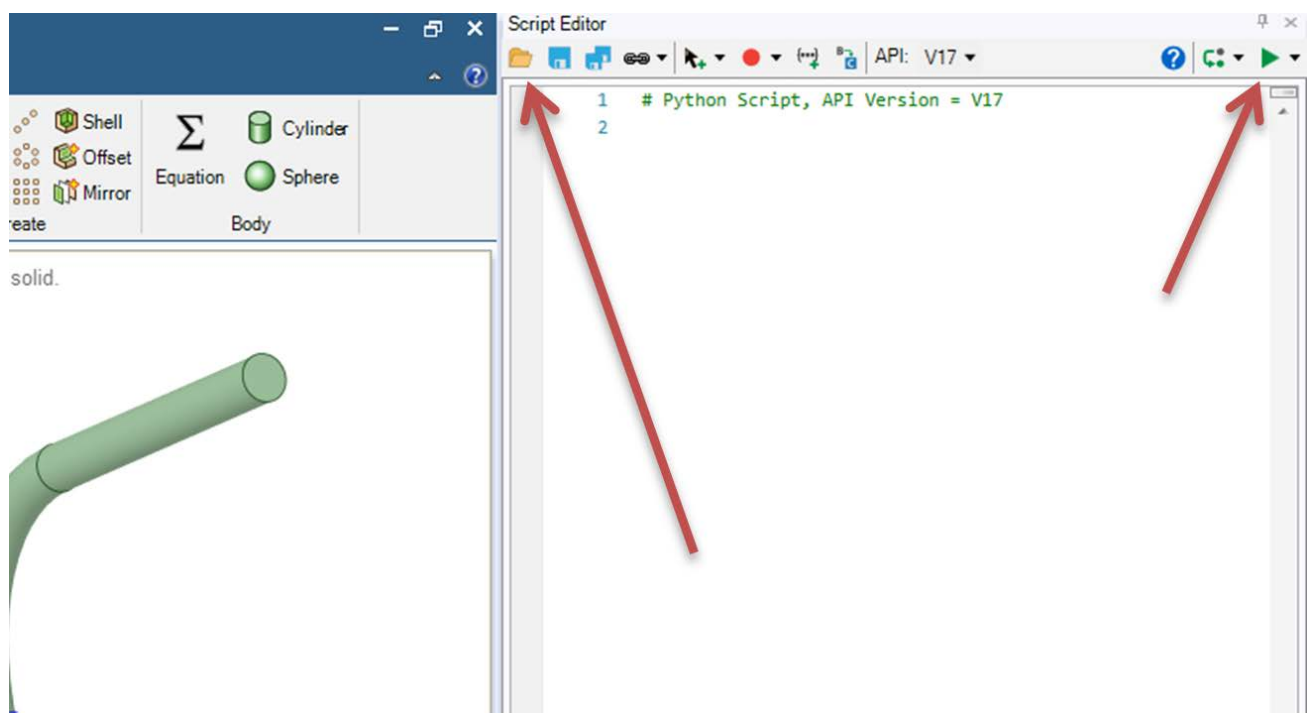 Script Editor
API: V17
1 # Python Script, API Version = V17
2
Shell
Offset
Mirror
Equation
Cylinder
Sphere
reate
Body
solid.